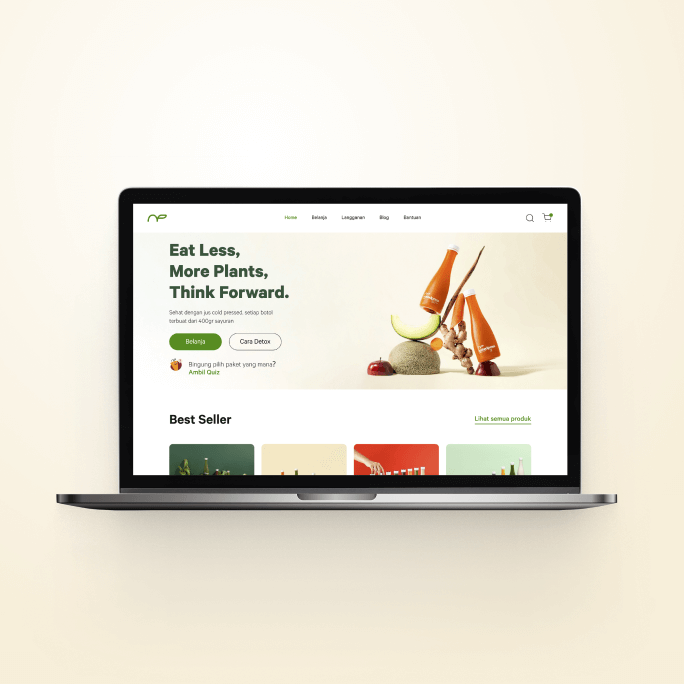 Home Belanja Langganan Blog Bantuan
Eat Less,
More Plants,
Think Forward.
Sehat dengan jus cold pressed, setiap botol
terbuat dari 400gr sayuran
Belanja Cara Detox
Bingung pilih paket yang mana?
Ambil Quiz
Best Seller Lihat semua produk